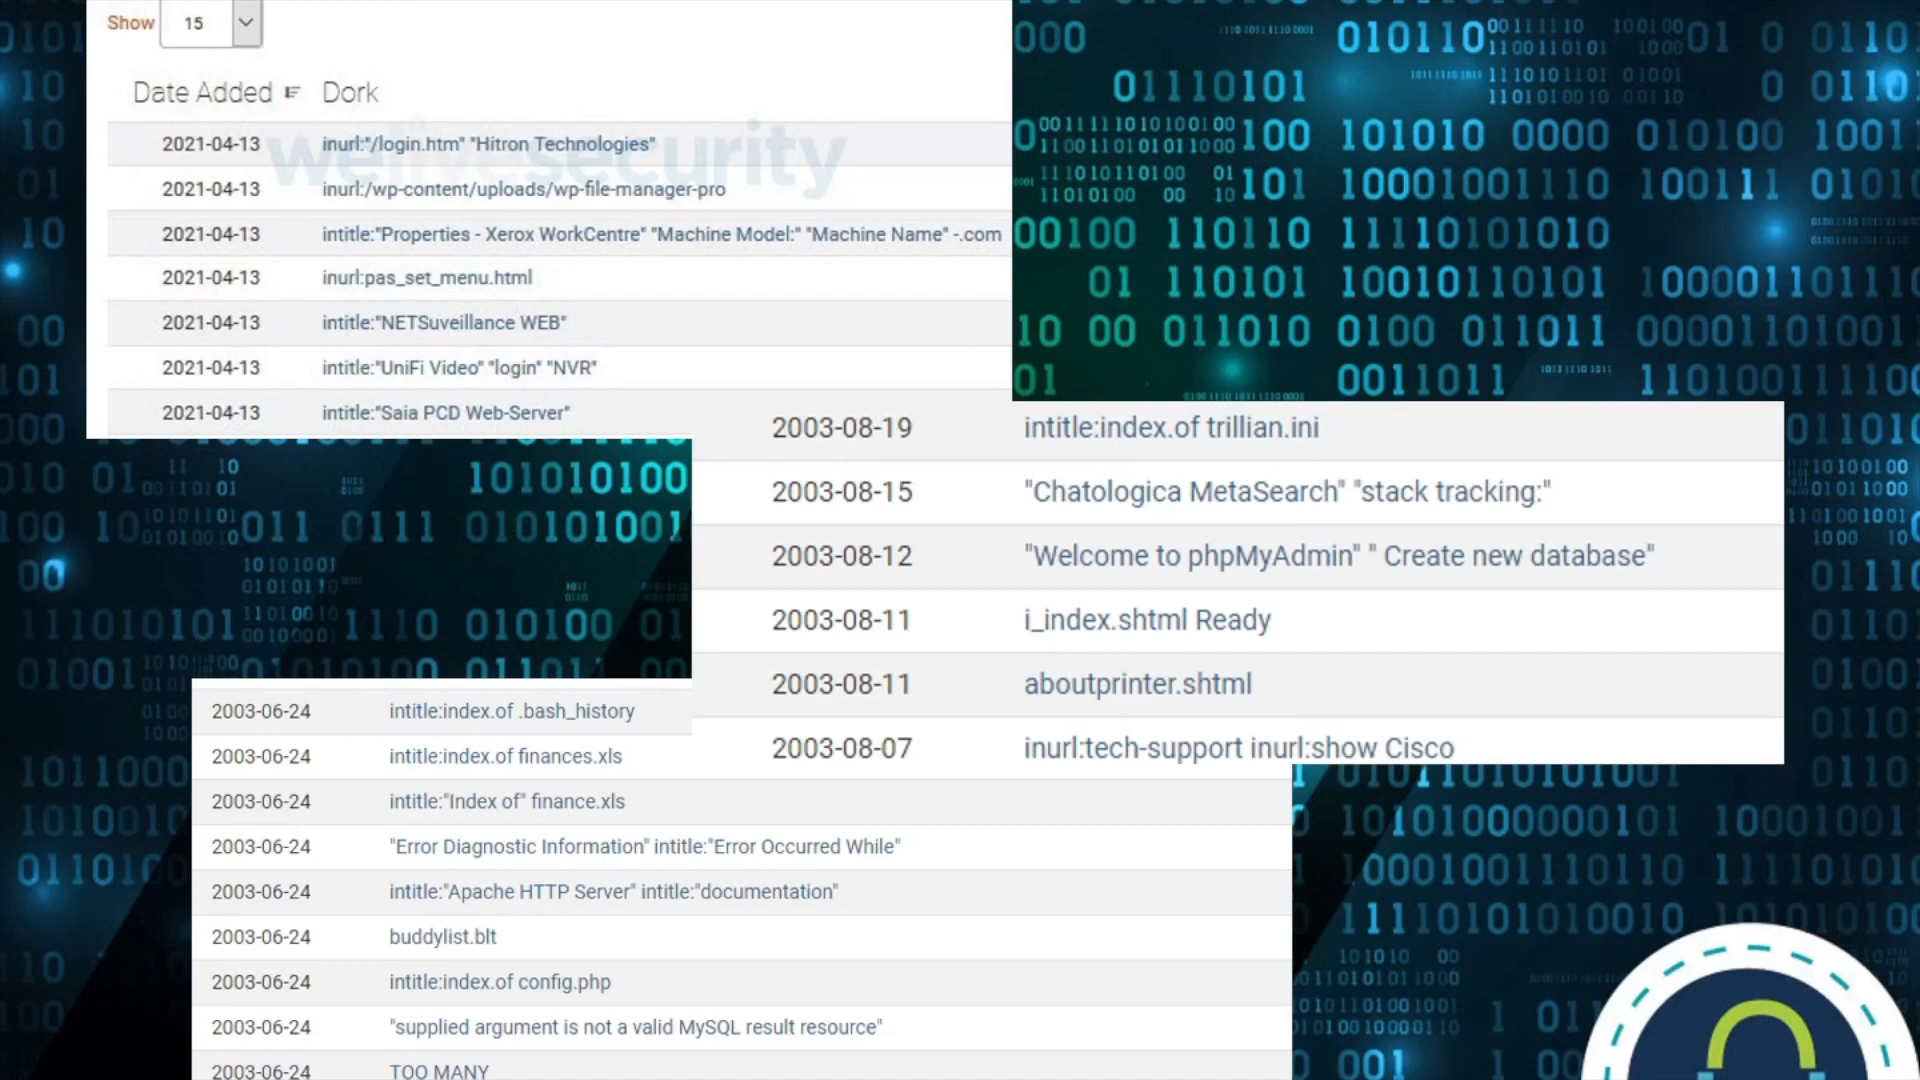 Show 15
Date Added Dork
welivesecurity
2021-04-13 inurl:"/login.htm" "Hitron Technologies"
2021-04-13 inurl:/wp-content/uploads/wp-file-manager-pro
2021-04-13 intitle:"Properties - Xerox WorkCentre" "Machine Model:" "Machine Name" -.com
2021-04-13 inurl:pas_set_menu.html
2021-04-13 intitle:"NETSuveillance WEB"
2021-04-13 intitle:"UniFi Video" "login" "NVR"
2021-04-13 intitle:"Saia PCD Web-Server"
2003-08-19 intitle:index.of trillian.ini
2003-08-15 "Chatologica MetaSearch" "stack tracking:"
2003-08-12 "Welcome to phpMyAdmin" " Create new database"
2003-08-11 i_index.shtml Ready
2003-08-11 aboutprinter.shtml
2003-08-07 inurl:tech-support inurl:show Cisco
2003-06-24 intitle:index.of .bash_history
2003-06-24 intitle:index.of finances.xls
2003-06-24 intitle:"Index of" finance.xls
2003-06-24 "Error Diagnostic Information" intitle:"Error Occurred While"
2003-06-24 intitle:"Apache HTTP Server" intitle:"documentation"
2003-06-24 buddylist.blt
2003-06-24 intitle:index.of config.php
2003-06-24 "supplied argument is not a valid MySQL result resource"
2003-06-24 TOO MANY